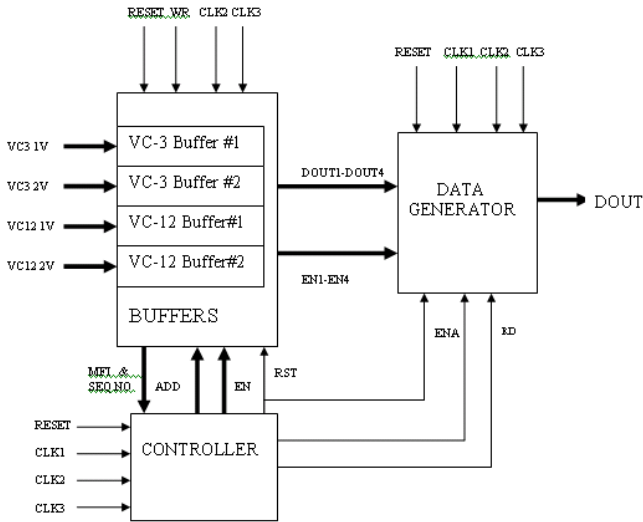 RESET WR CLK2 CLK3
RESET CLK1 CLK2 CLK3
VC3 1V
VC-3 Buffer #1
VC3 2V
VC-3 Buffer #2
VC12 1V
VC-12 Buffer#1
VC12 2V
VC-12 Buffer#2
BUFFERS
DOUT1-DOUT4
EN1-EN4
DATA
GENERATOR
DOUT
MFI &
SEQ NO
ADD
EN
RST
ENA
RD
RESET
CLK1
CLK2
CLK3
CONTROLLER